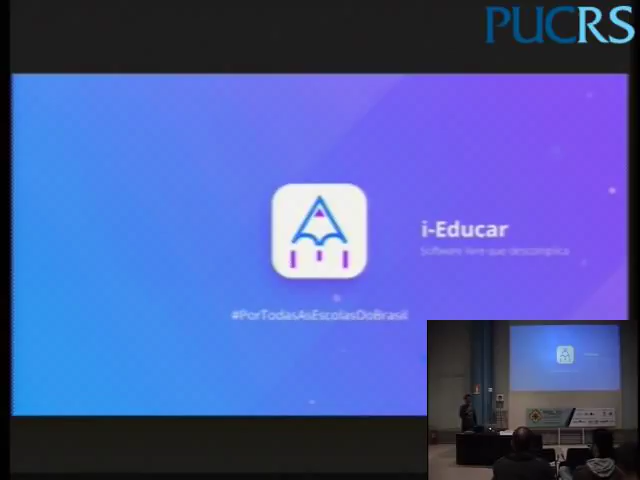 PUCRS
i-Educar
Software livre que descomplica
#PorTodasAsEscolasDoBrasil